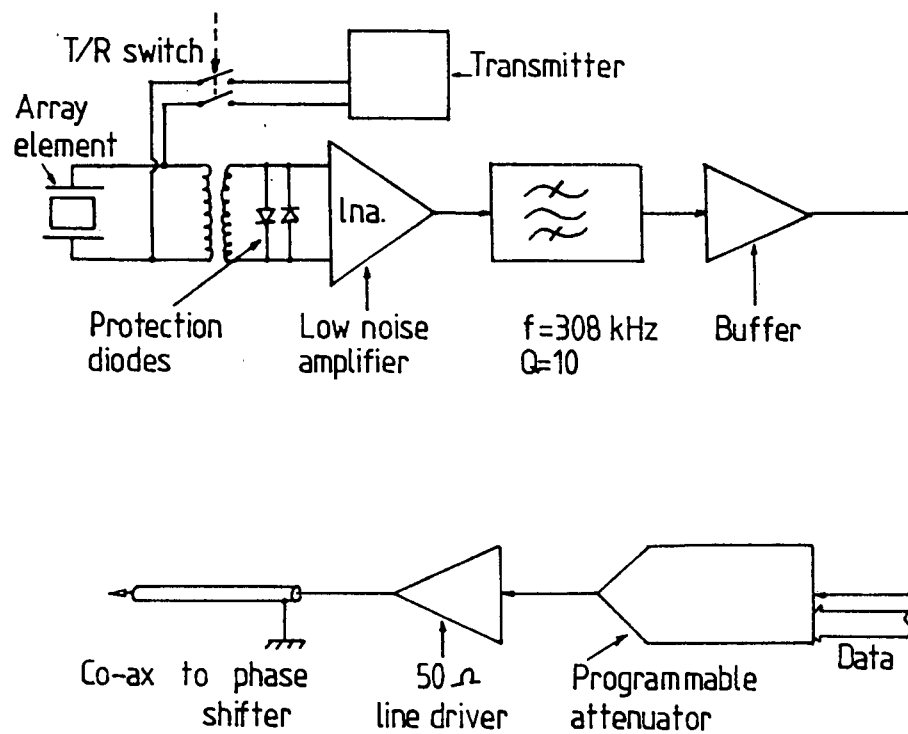 T/R switch
Transmitter
Array
element
lna.
Protection
diodes
Low noise
amplifier
f=308 kHz
Q=10
Buffer
Co-ax to phase
shifter
50 Ω
line driver
Programmable
attenuator
Data